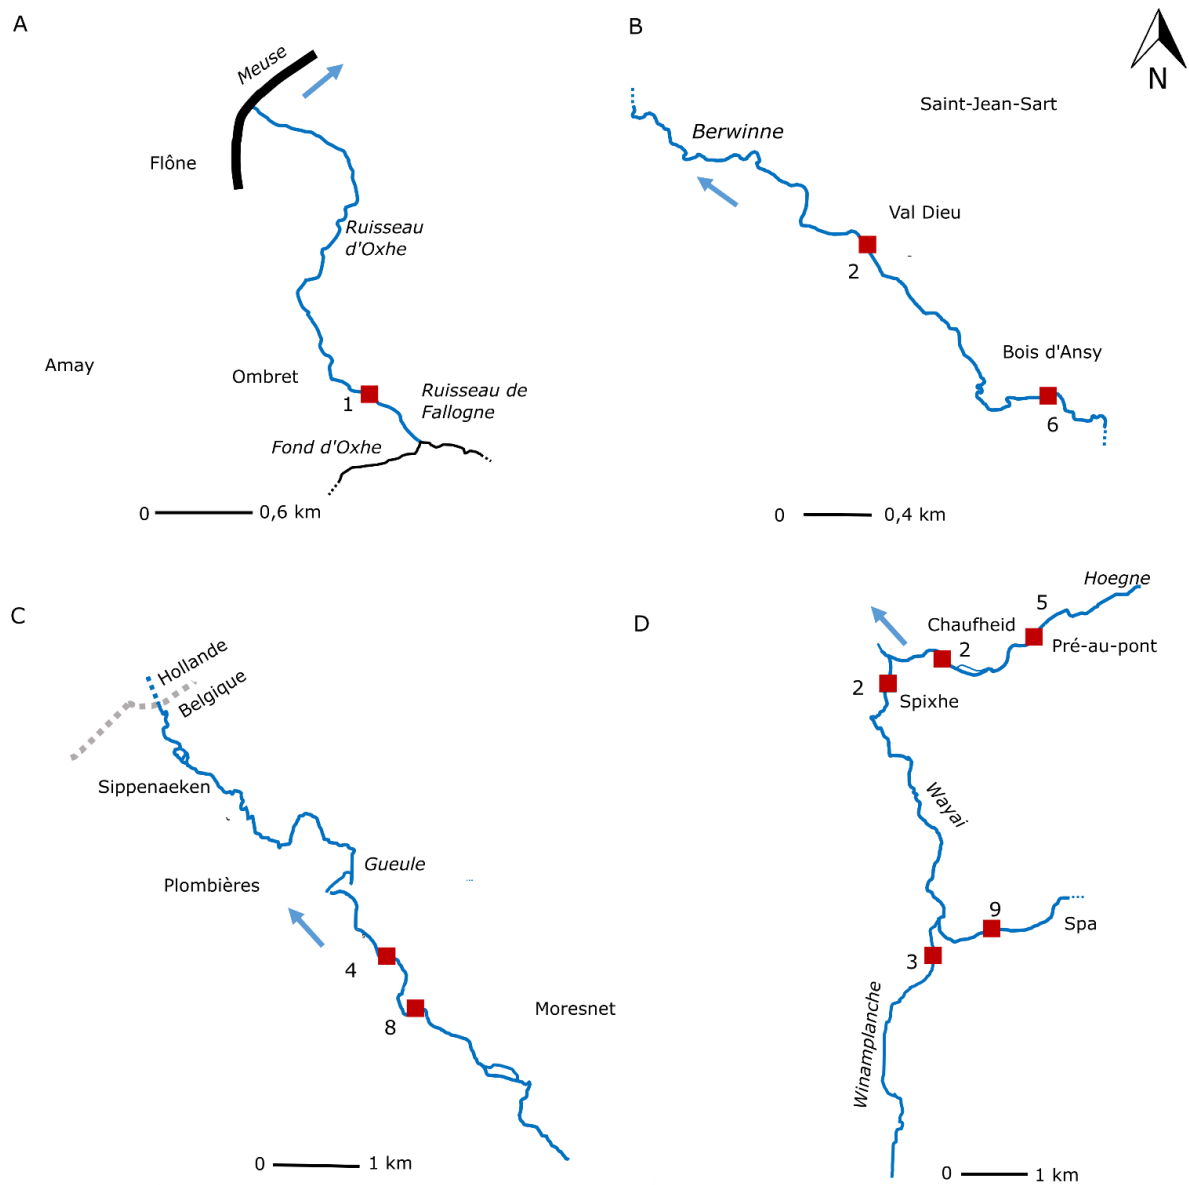 A
Meuse
Flône
Ruisseau
d'Oxhe
Amay
Ombret
1
Ruisseau de
Fallogne
Fond d'Oxhe
0
0,6 km
B
N
Saint-Jean-Sart
Berwinne
Val Dieu
2
Bois d'Ansy
6
0
0,4 km
C
Hollande
Belgique
Sippenaeken
Gueule
Plombières
4
8
Moresnet
0
1 km
D
Hoegne
5
Chaufheid
2
Pré-au-pont
2
Spixhe
Wayai
9
Spa
3
Winamplanche
0
1 km